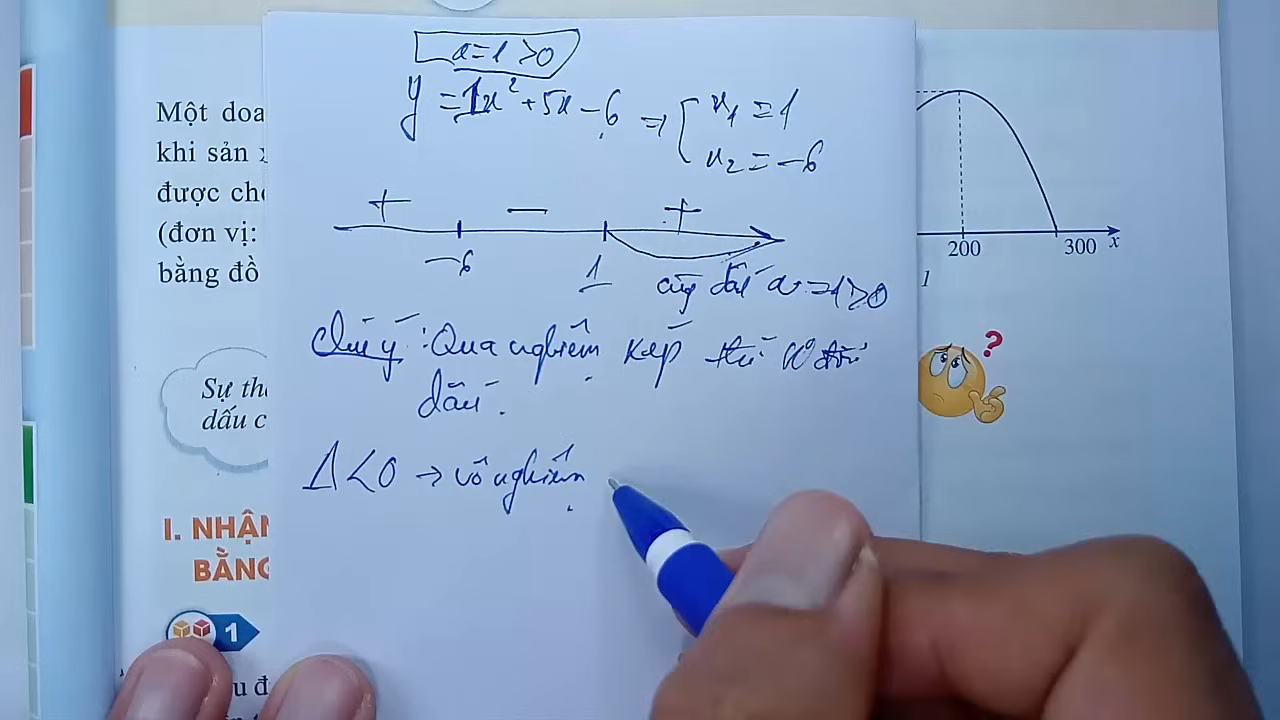 a=1>0
y = 1x² + 5x - 6 ⇒ { x₁ = 1
x₂ = -6
+ − +
-6 1
cùng dấu a = 1>0
Chú ý: Qua nghiệm kép thì ko đổi
dấu.
Δ<0 → vô nghiệm
Một doa
khi sản
được ch
(đơn vị:
bằng đồ
Sự th
dấu c
I. NHẬN
BẰNG
1
u đ
200 300 x
1
?